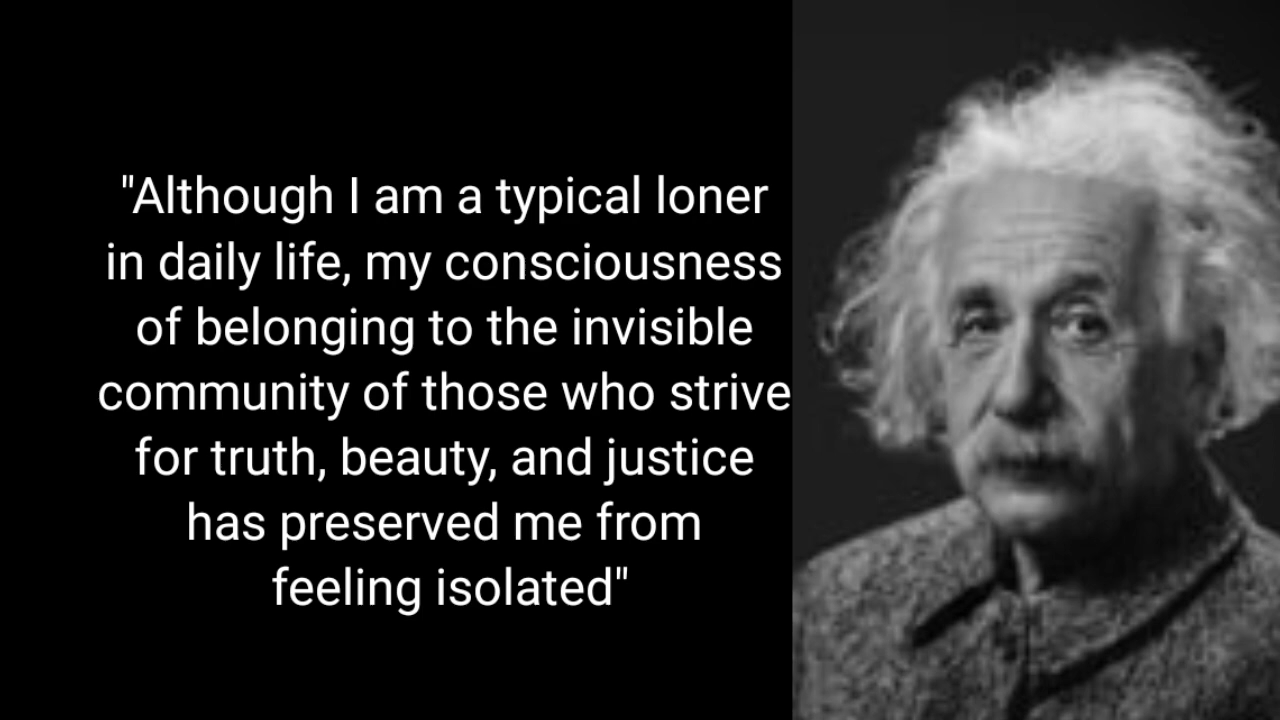 "Although I am a typical loner
in daily life, my consciousness
of belonging to the invisible
community of those who strive
for truth, beauty, and justice
has preserved me from
feeling isolated"